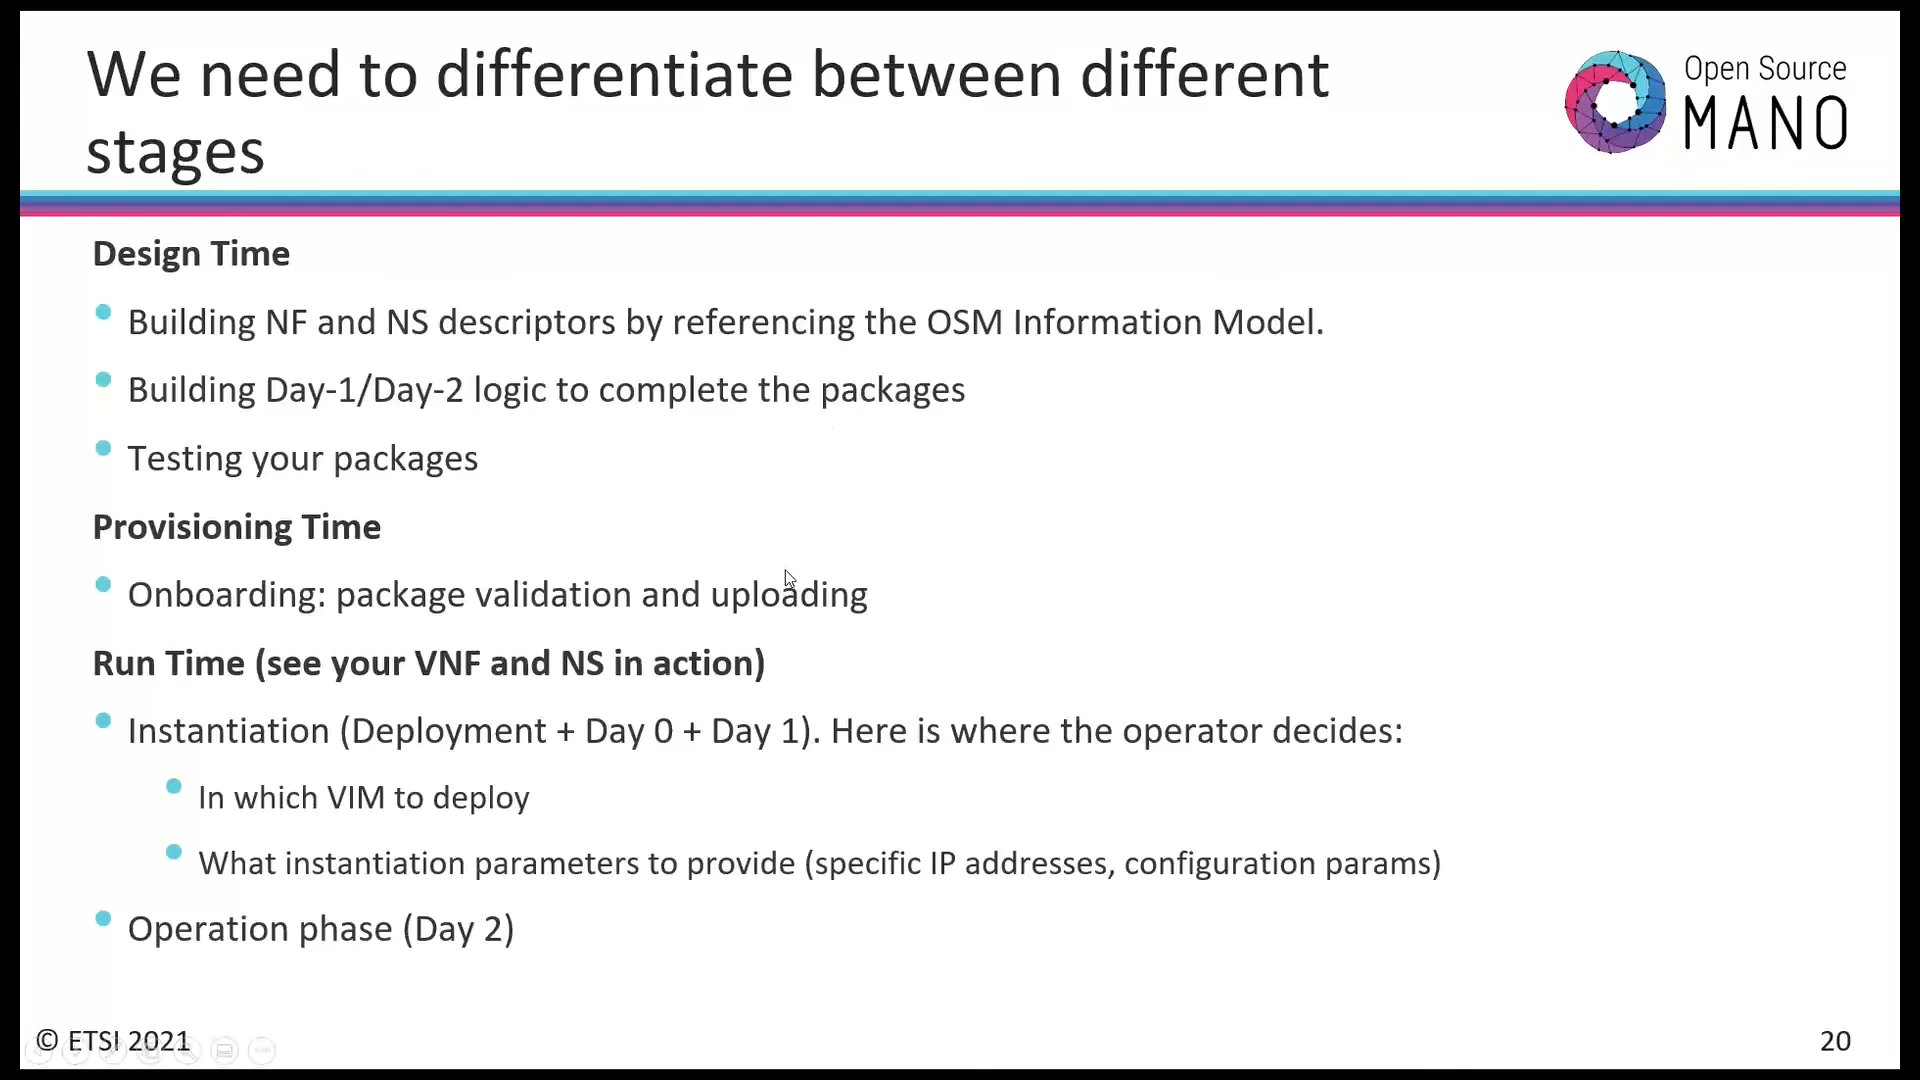 We need to differentiate between different
stages
Open Source
MANO
Design Time
Building NF and NS descriptors by referencing the OSM Information Model.
Building Day-1/Day-2 logic to complete the packages
Testing your packages
Provisioning Time
Onboarding: package validation and uploading
Run Time (see your VNF and NS in action)
Instantiation (Deployment + Day 0 + Day 1). Here is where the operator decides:
In which VIM to deploy
What instantiation parameters to provide (specific IP addresses, configuration params)
Operation phase (Day 2)
© ETSI 2021
20